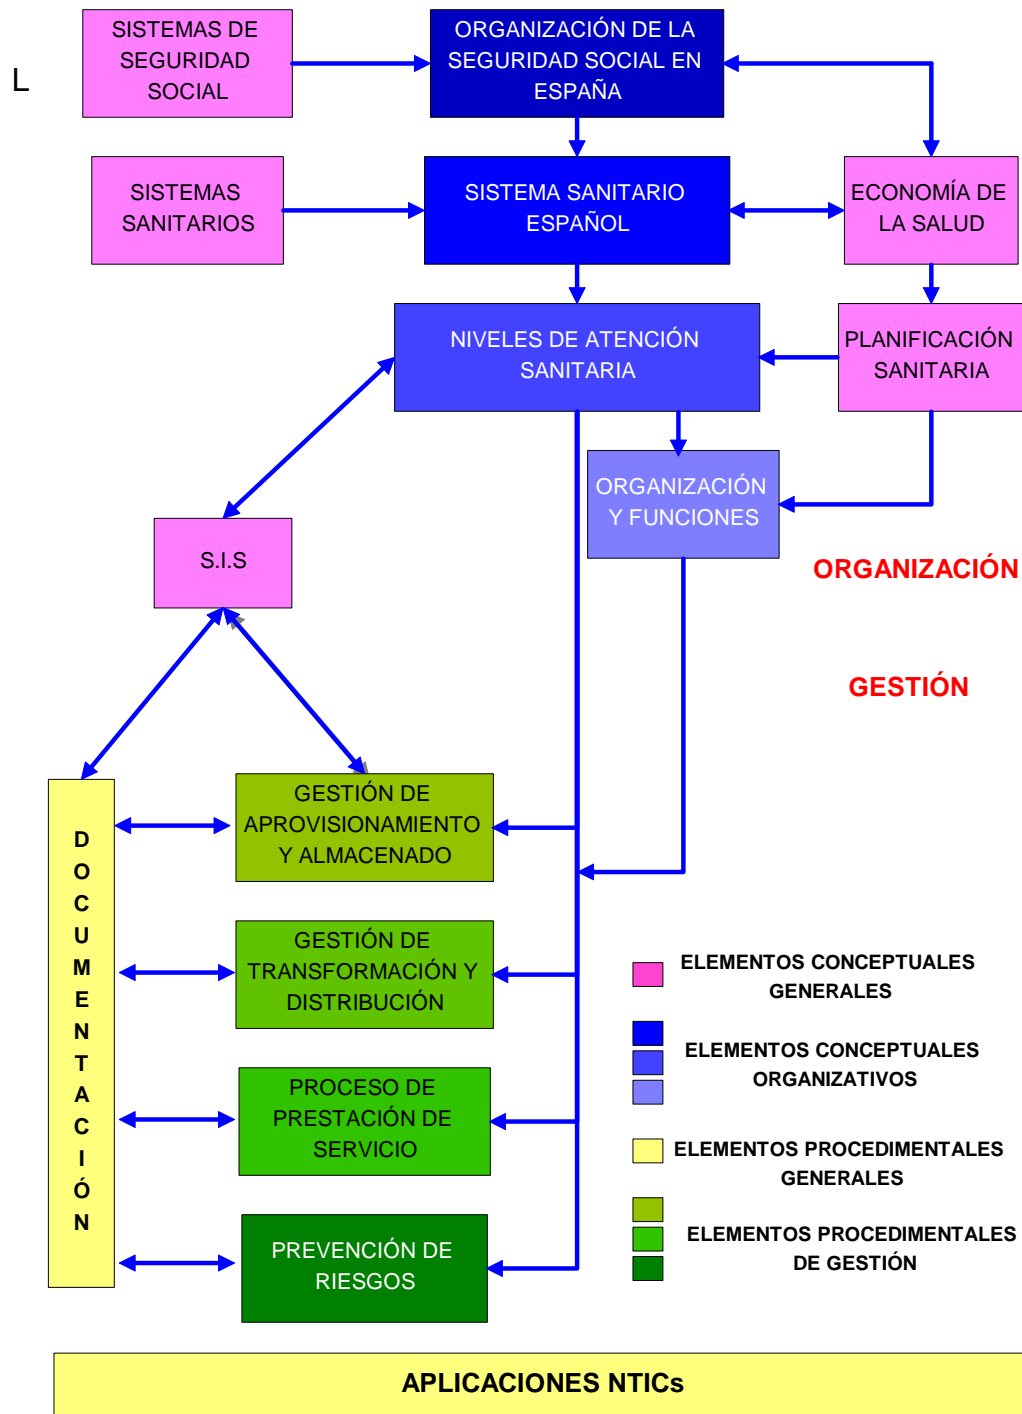 L
SISTEMAS DE
SEGURIDAD
SOCIAL
ORGANIZACIÓN DE LA
SEGURIDAD SOCIAL EN
ESPAÑA
SISTEMAS
SANITARIOS
SISTEMA SANITARIO
ESPAÑOL
ECONOMÍA DE
LA SALUD
NIVELES DE ATENCIÓN
SANITARIA
PLANIFICACIÓN
SANITARIA
ORGANIZACIÓN
Y FUNCIONES
S.I.S
ORGANIZACIÓN
GESTIÓN
DOCUMENTACIÓN
GESTIÓN DE
APROVISIONAMIENTO
Y ALMACENADO
GESTIÓN DE
TRANSFORMACIÓN Y
DISTRIBUCIÓN
PROCESO DE
PRESTACIÓN DE
SERVICIO
PREVENCIÓN DE
RIESGOS
ELEMENTOS CONCEPTUALES
GENERALES
ELEMENTOS CONCEPTUALES
ORGANIZATIVOS
ELEMENTOS PROCEDIMENTALES
GENERALES
ELEMENTOS PROCEDIMENTALES
DE GESTIÓN
APLICACIONES NTICs